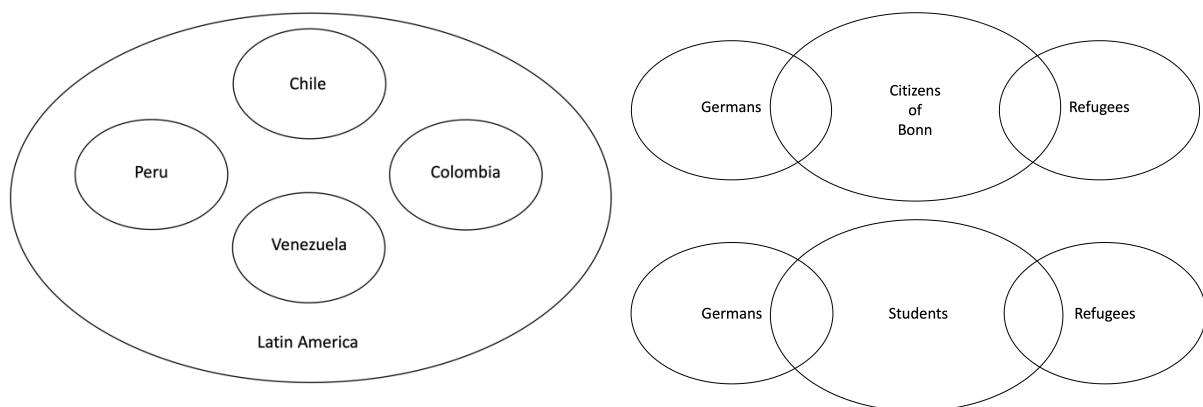 Chile
Peru
Colombia
Venezuela
Latin America
Germans
Citizens
of
Bonn
Refugees
Germans
Students
Refugees